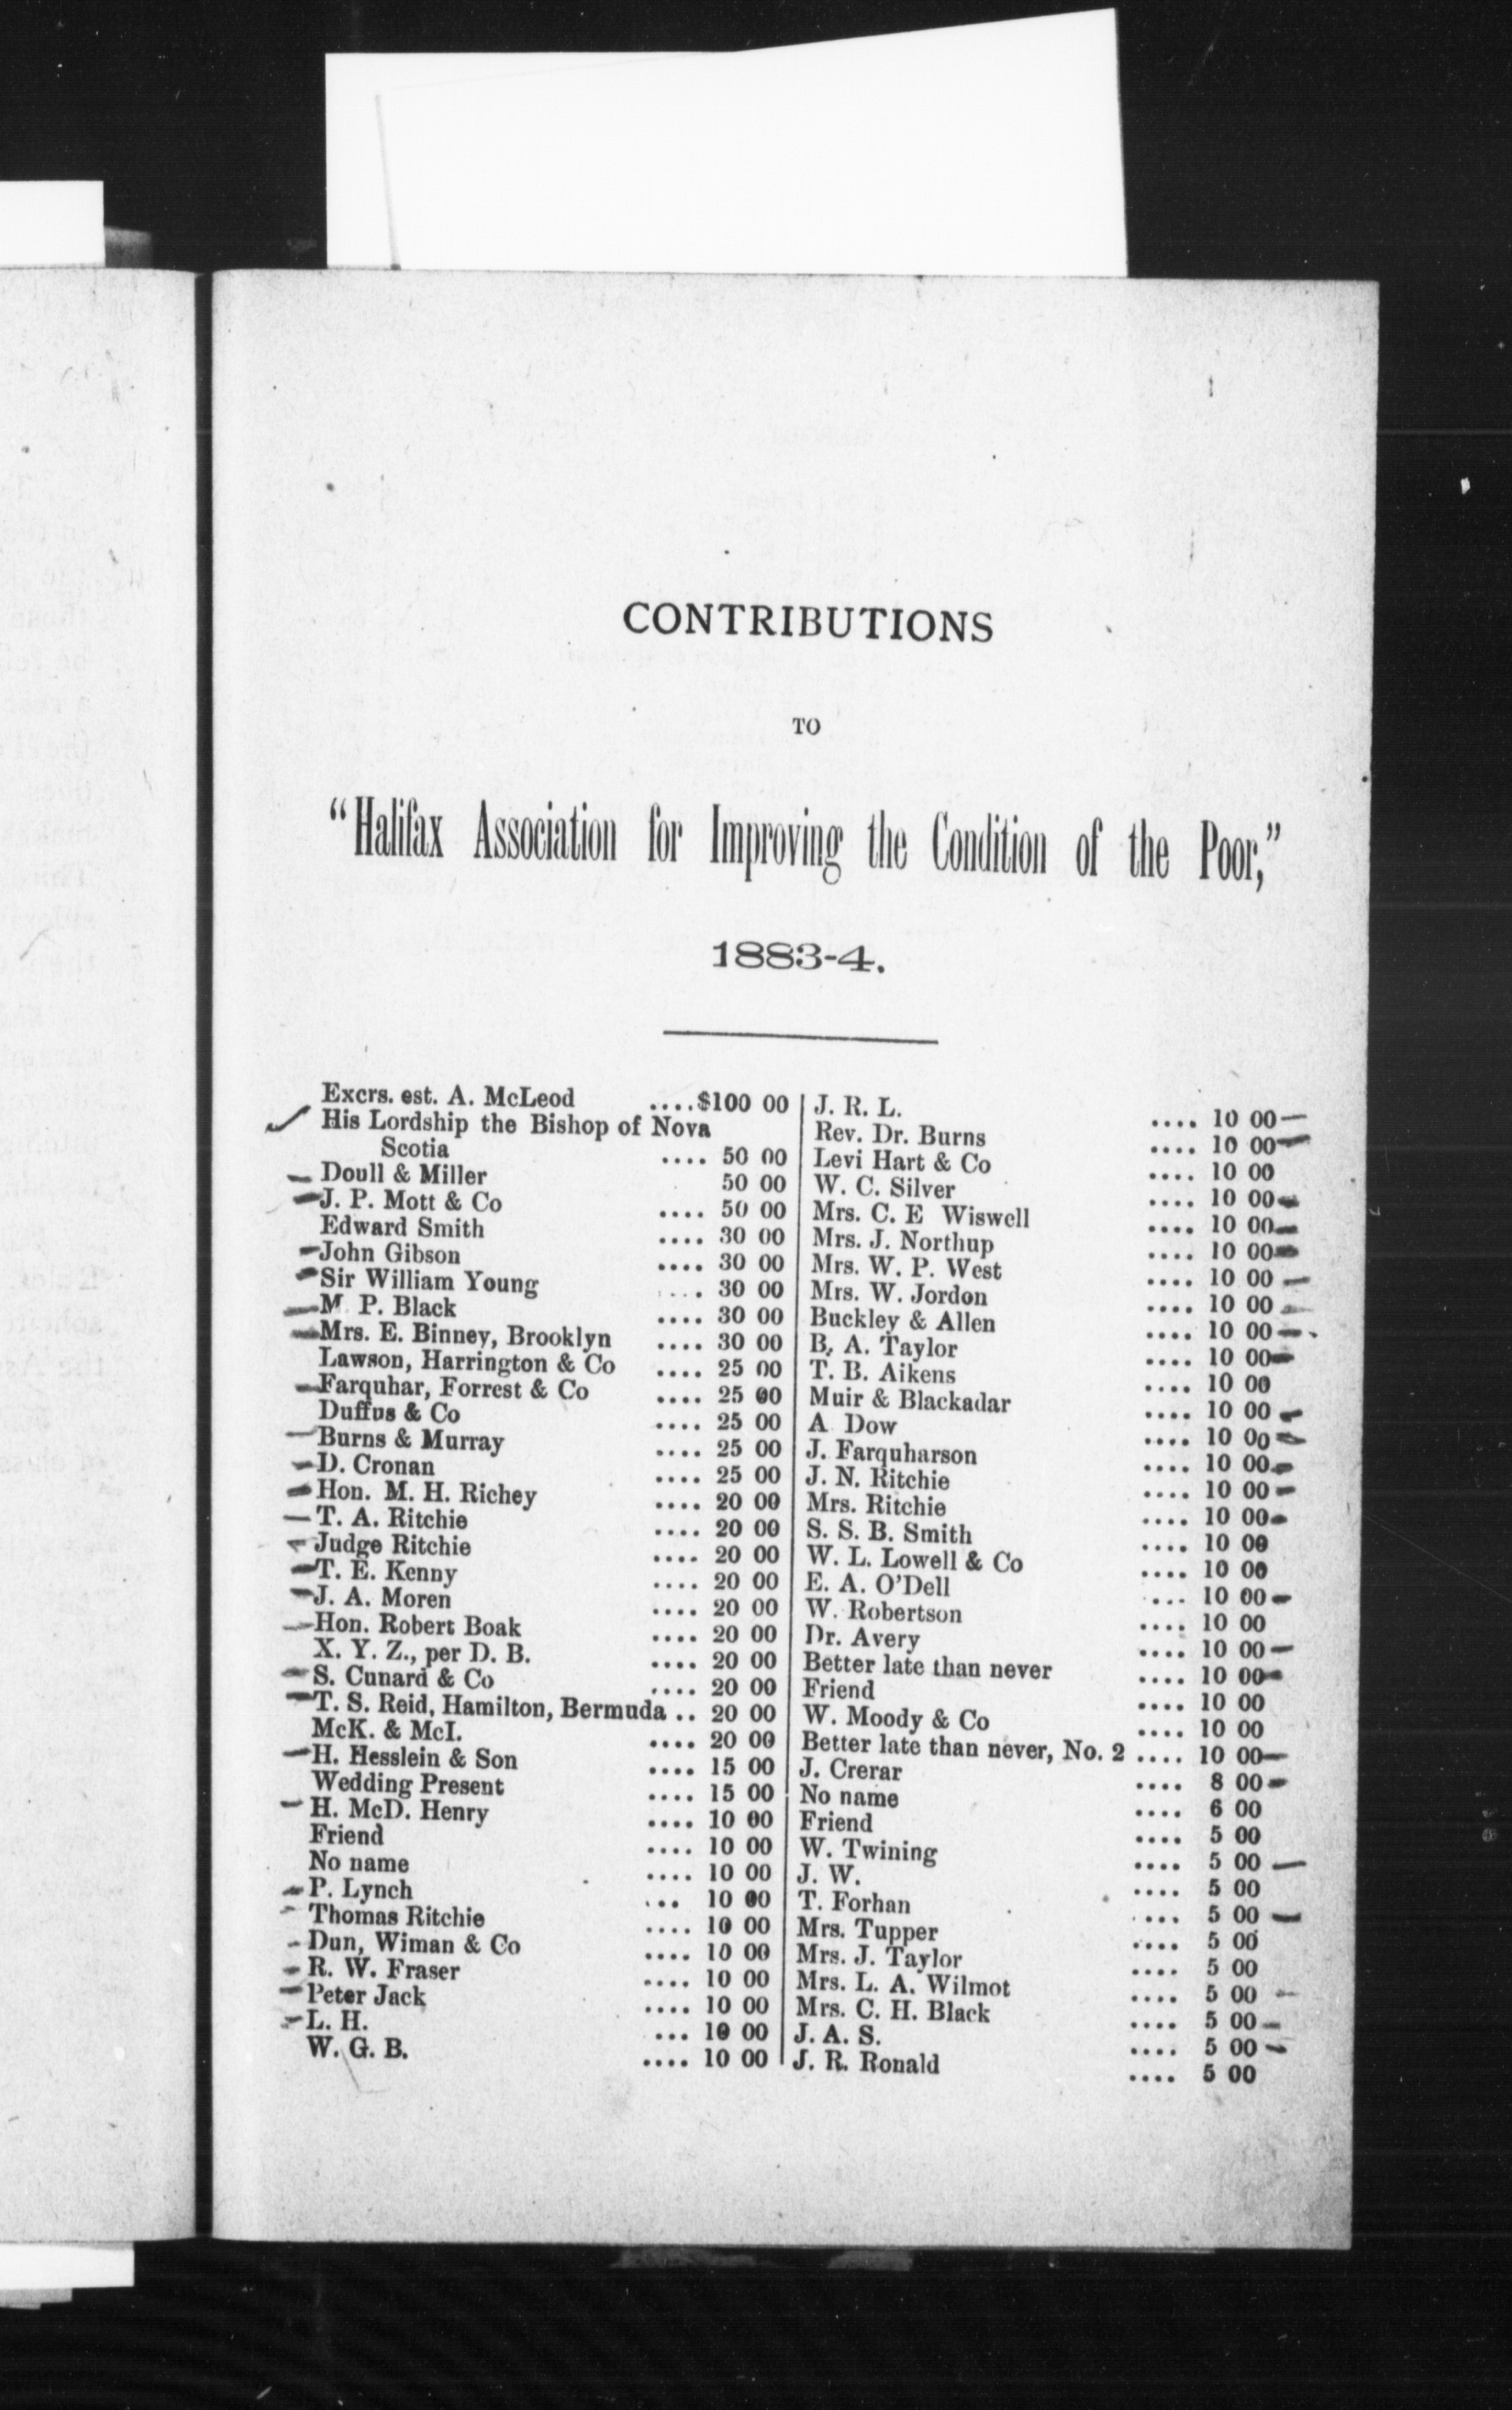 CONTRIBUTIONS
TO
"Halifax Association for Improving the Condition of the Poor,"
1883-4.
Excrs. est. A. McLeod ....$100 00
His Lordship the Bishop of Nova
Scotia .... 50 00
Doull & Miller 50 00
J. P. Mott & Co .... 50 00
Edward Smith .... 30 00
John Gibson .... 30 00
Sir William Young .... 30 00
M. P. Black .... 30 00
Mrs. E. Binney, Brooklyn .... 30 00
Lawson, Harrington & Co .... 25 00
Farquhar, Forrest & Co .... 25 00
Duffus & Co .... 25 00
Burns & Murray .... 25 00
D. Cronan .... 25 00
Hon. M. H. Richey .... 20 00
T. A. Ritchie .... 20 00
Judge Ritchie .... 20 00
T. E. Kenny .... 20 00
J. A. Moren .... 20 00
Hon. Robert Boak .... 20 00
X. Y. Z., per D. B. .... 20 00
S. Cunard & Co .... 20 00
T. S. Reid, Hamilton, Bermuda .. 20 00
McK. & McI. .... 20 00
H. Hesslein & Son .... 15 00
Wedding Present .... 15 00
H. McD. Henry .... 10 00
Friend .... 10 00
No name .... 10 00
P. Lynch ... 10 00
Thomas Ritchie .... 10 00
Dun, Wiman & Co .... 10 00
R. W. Fraser .... 10 00
Peter Jack .... 10 00
L. H. ... 10 00
W. G. B. .... 10 00
J. R. L. .... 10 00
Rev. Dr. Burns .... 10 00
Levi Hart & Co .... 10 00
W. C. Silver .... 10 00
Mrs. C. E Wiswell .... 10 00
Mrs. J. Northup .... 10 00
Mrs. W. P. West .... 10 00
Mrs. W. Jordon .... 10 00
Buckley & Allen .... 10 00
B. A. Taylor .... 10 00
T. B. Aikens .... 10 00
Muir & Blackadar .... 10 00
A Dow .... 10 00
J. Farquharson .... 10 00
J. N. Ritchie .... 10 00
Mrs. Ritchie .... 10 00
S. S. B. Smith .... 10 00
W. L. Lowell & Co .... 10 00
E. A. O'Dell ... 10 00
W. Robertson .... 10 00
Dr. Avery .... 10 00
Better late than never .... 10 00
Friend .... 10 00
W. Moody & Co .... 10 00
Better late than never, No. 2 .... 10 00
J. Crerar .... 8 00
No name .... 6 00
Friend .... 5 00
W. Twining .... 5 00
J. W. .... 5 00
T. Forhan .... 5 00
Mrs. Tupper .... 5 00
Mrs. J. Taylor .... 5 00
Mrs. L. A. Wilmot .... 5 00
Mrs. C. H. Black .... 5 00
J. A. S. .... 5 00
J. R. Ronald .... 5 00